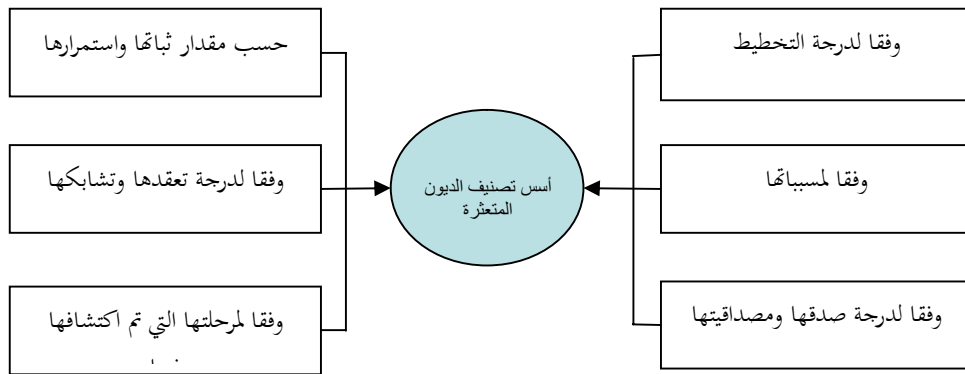 وفقا لدرجة التخطيط
حسب مقدار ثباتها واستمرارها
أسس تصنيف الديون
المتعثرة
وفقا لمسبباتها
وفقا لدرجة تعقدها وتشابكها
وفقا لدرجة صدقها ومصداقيتها
وفقا لمرحلتها التي تم اكتشافها